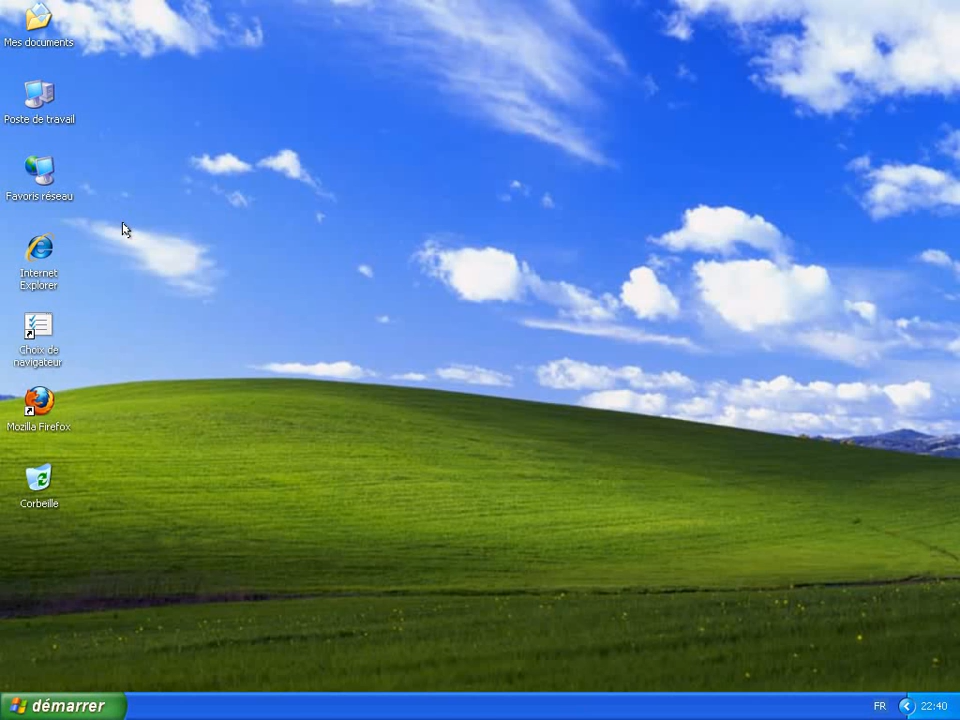 Mes documents
Poste de travail
Favoris réseau
Internet
Explorer
Choix de
navigateur
Mozilla Firefox
Corbeille
démarrer
FR
22:40